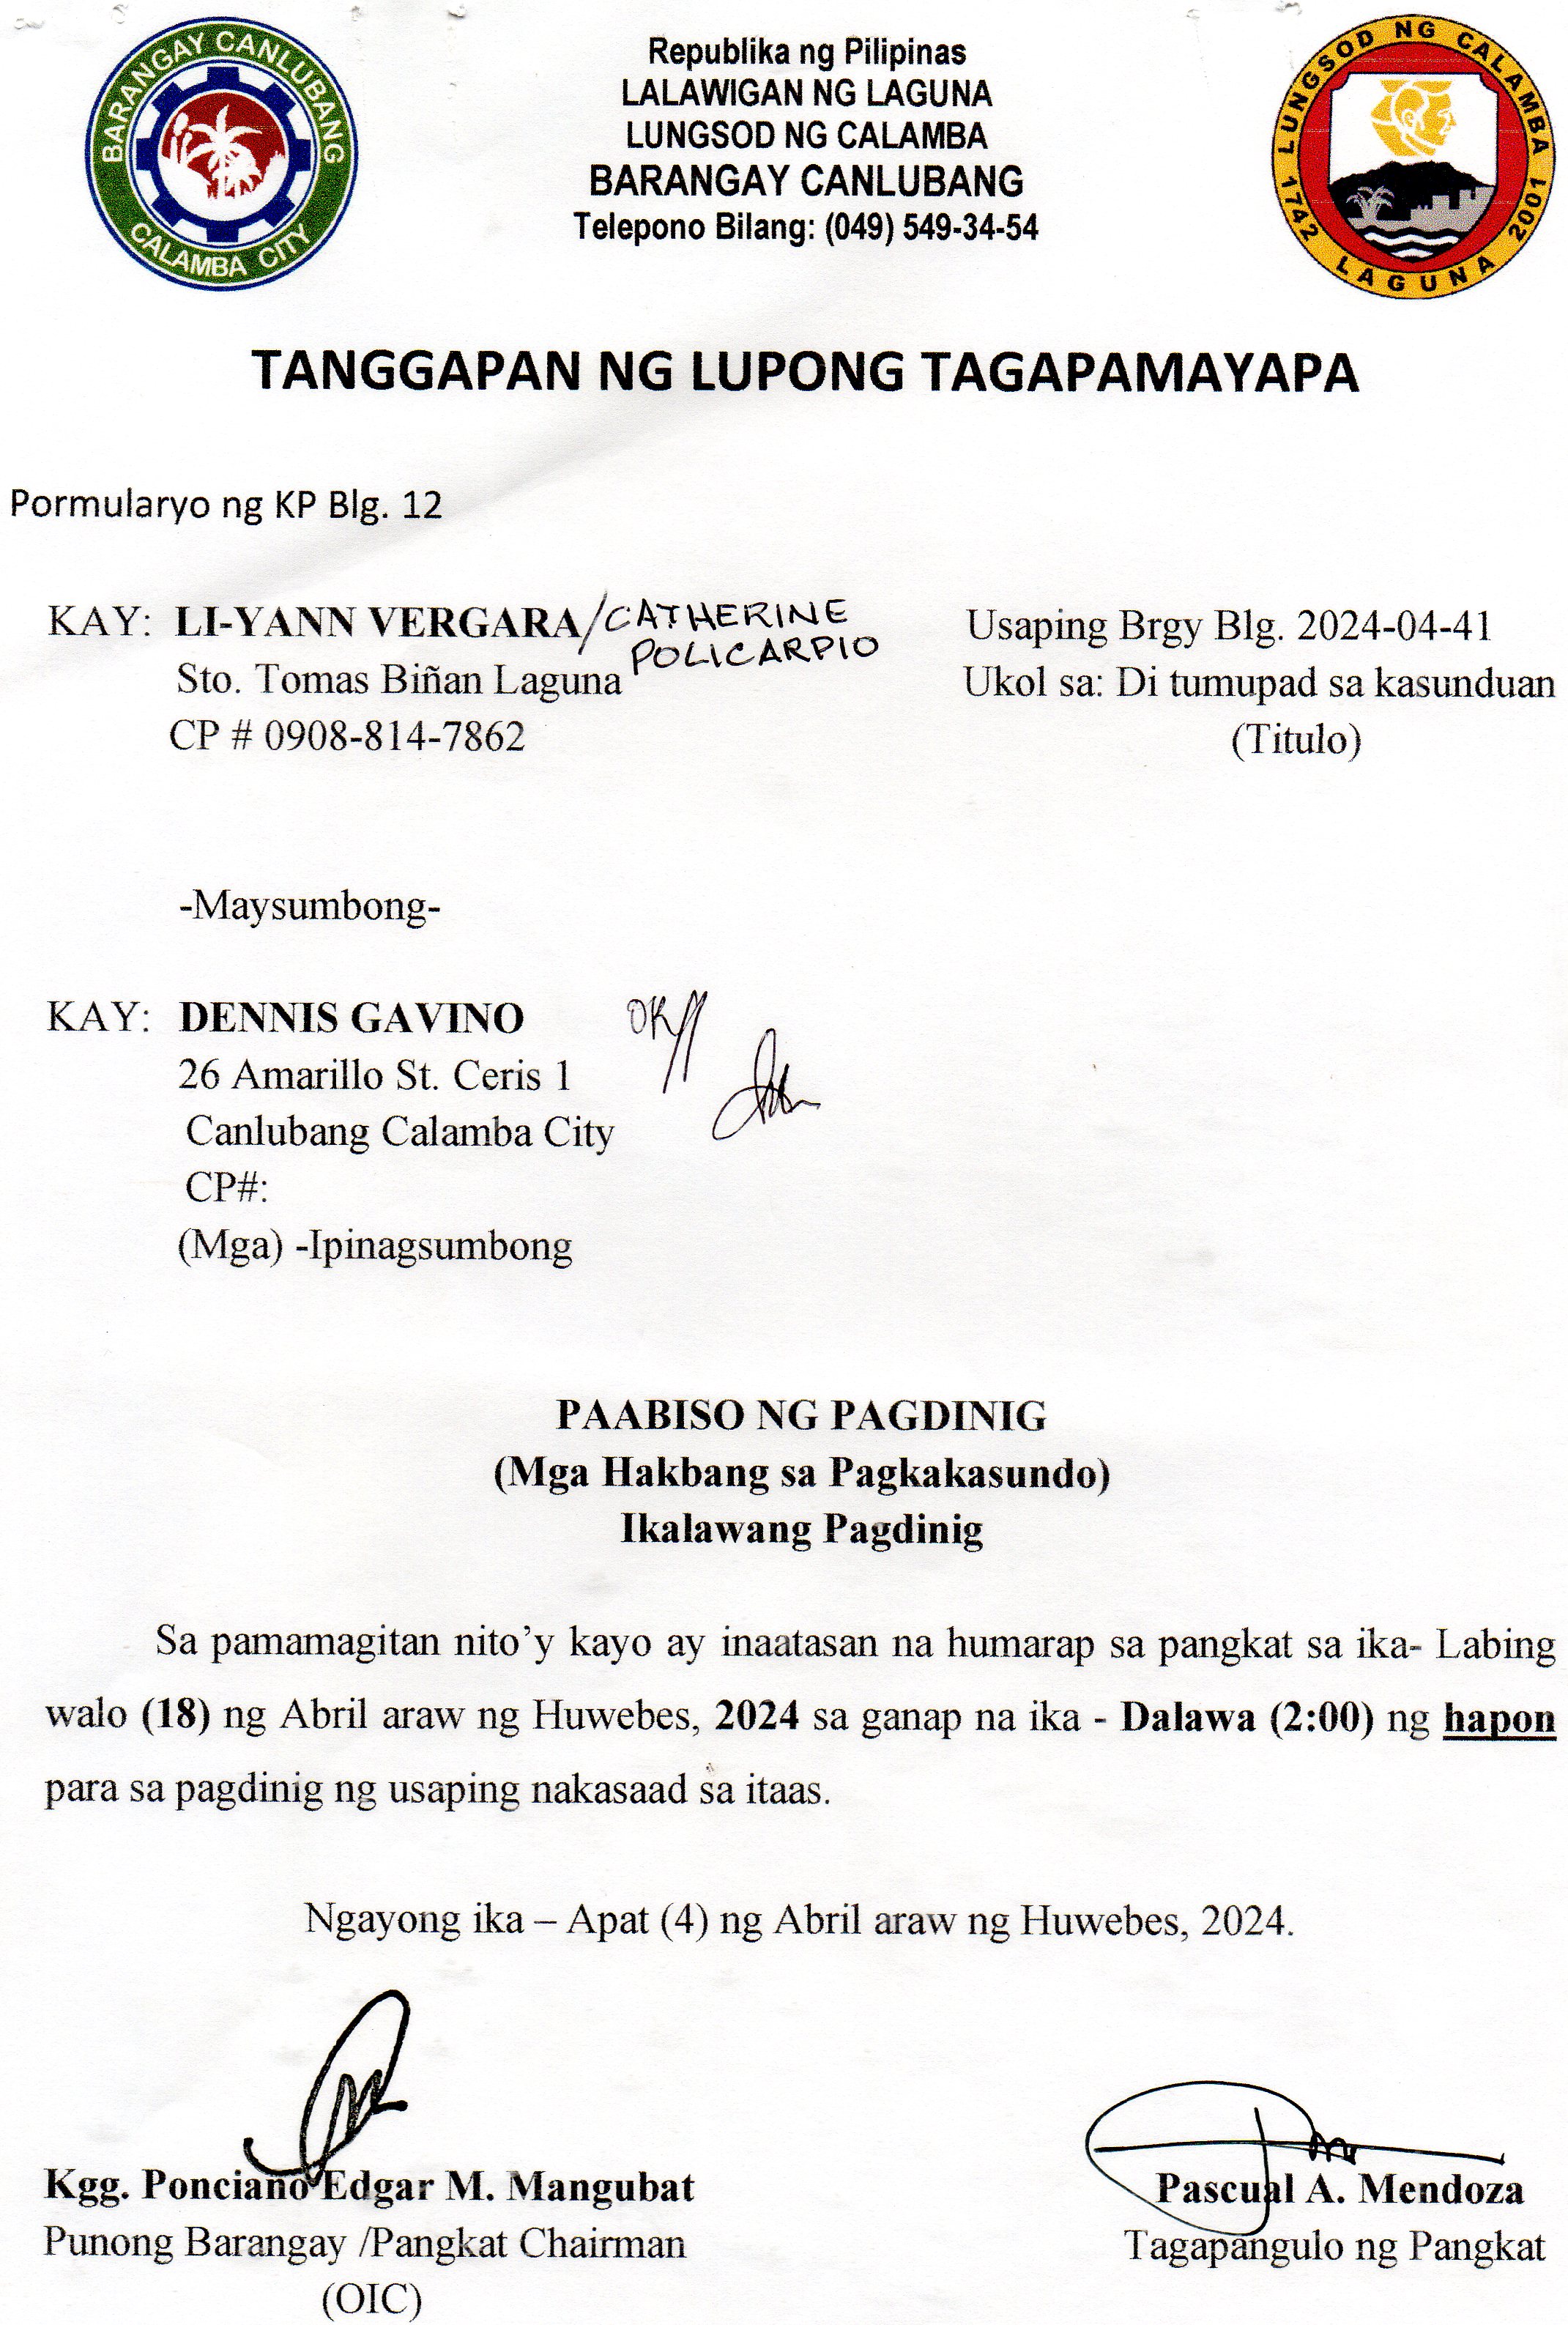 BARANGAY CANLUBANG
CALAMBA CITY
Republika ng Pilipinas
LALAWIGAN NG LAGUNA
LUNGSOD NG CALAMBA
BARANGAY CANLUBANG
Telepono Bilang: (049) 549-34-54
LUNGSOD NG CALAMBA
1742 LAGUNA 2001
TANGGAPAN NG LUPONG TAGAPAMAYAPA
Pormularyo ng KP Blg. 12
KAY: LI-YANN VERGARA/CATHERINE
POLICARPIO
Sto. Tomas Biñan Laguna
CP # 0908-814-7862
Usaping Brgy Blg. 2024-04-41
Ukol sa: Di tumupad sa kasunduan
(Titulo)
-Maysumbong-
KAY: DENNIS GAVINO
26 Amarillo St. Ceris 1
Canlubang Calamba City
CP#:
(Mga) -Ipinagsumbong
PAABISO NG PAGDINIG
(Mga Hakbang sa Pagkakasundo)
Ikalawang Pagdinig
Sa pamamagitan nito’y kayo ay inaatasan na humarap sa pangkat sa ika- Labing
walo (18) ng Abril araw ng Huwebes, 2024 sa ganap na ika - Dalawa (2:00) ng hapon
para sa pagdinig ng usaping nakasaad sa itaas.
Ngayong ika – Apat (4) ng Abril araw ng Huwebes, 2024.
Kgg. Ponciano Edgar M. Mangubat
Punong Barangay /Pangkat Chairman
(OIC)
Pascual A. Mendoza
Tagapangulo ng Pangkat